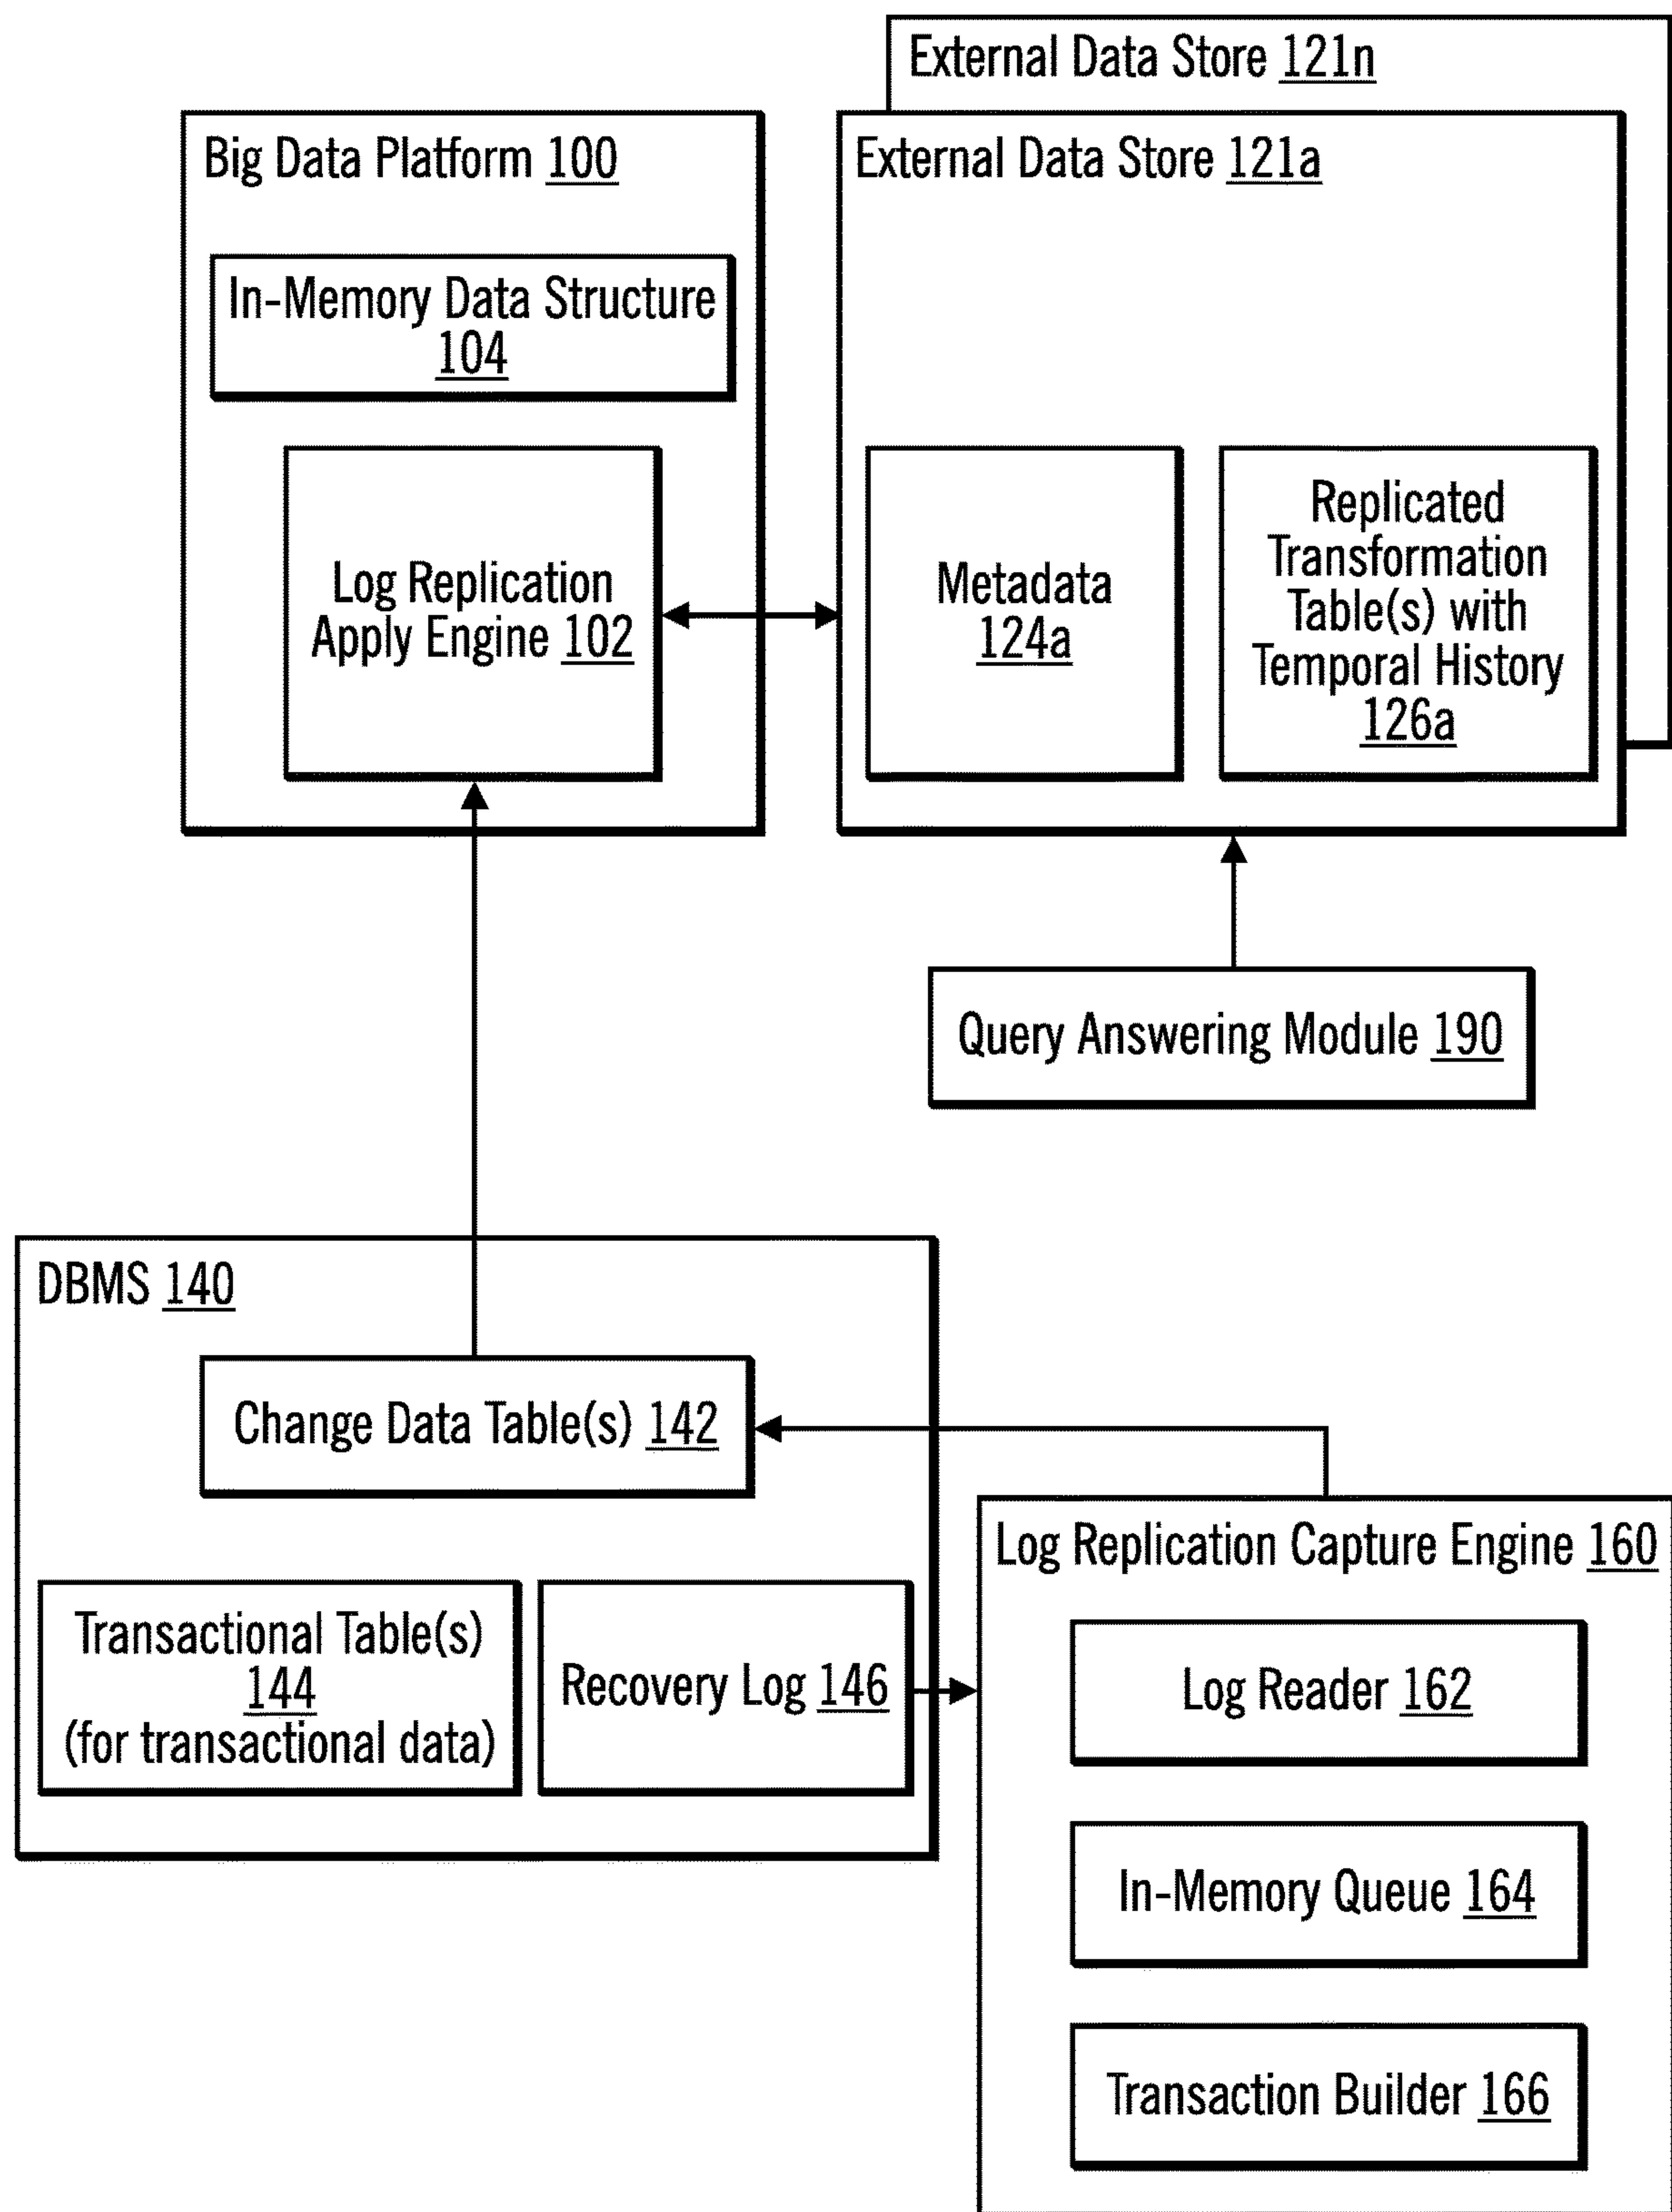 External Data Store 121n
Big Data Platform 100
External Data Store 121a
In-Memory Data Structure
104
Log Replication
Apply Engine 102
Metadata
124a
Replicated
Transformation
Table(s) with
Temporal History
126a
Query Answering Module 190
DBMS 140
Change Data Table(s) 142
Transactional Table(s)
144
(for transactional data)
Recovery Log 146
Log Replication Capture Engine 160
Log Reader 162
In-Memory Queue 164
Transaction Builder 166